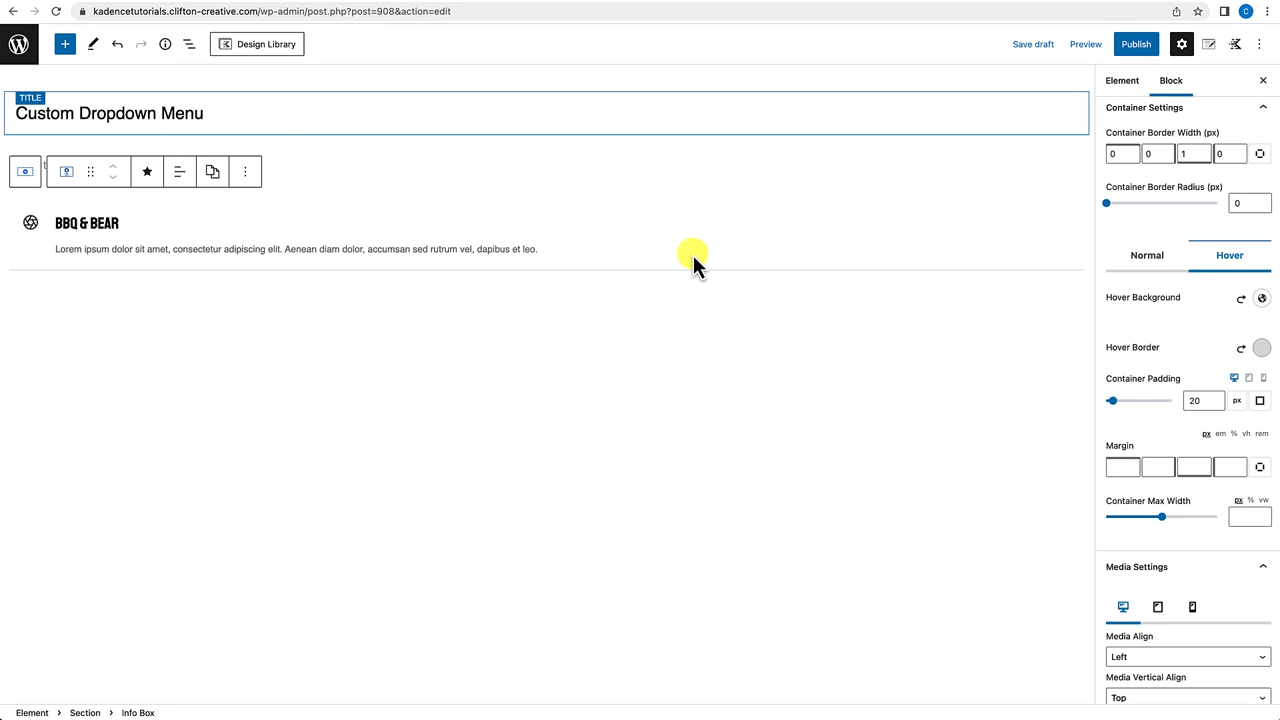 kadencetutorials.clifton-creative.com/wp-admin/post.php?post=908&action=edit
C
Design Library
Save draft
Preview
Publish
Element
Block
TITLE
Custom Dropdown Menu
BBQ & BEAR
Lorem ipsum dolor sit amet, consectetur adipiscing elit. Aenean diam dolor, accumsan sed rutrum vel, dapibus et leo.
Container Settings
Container Border Width (px)
0 0 1 0
Container Border Radius (px)
0
Normal
Hover
Hover Background
Hover Border
Container Padding
20 px
px em % vh rem
Margin
Container Max Width
px % vw
Media Settings
Media Align
Left
Media Vertical Align
Top
Element
Section
Info Box